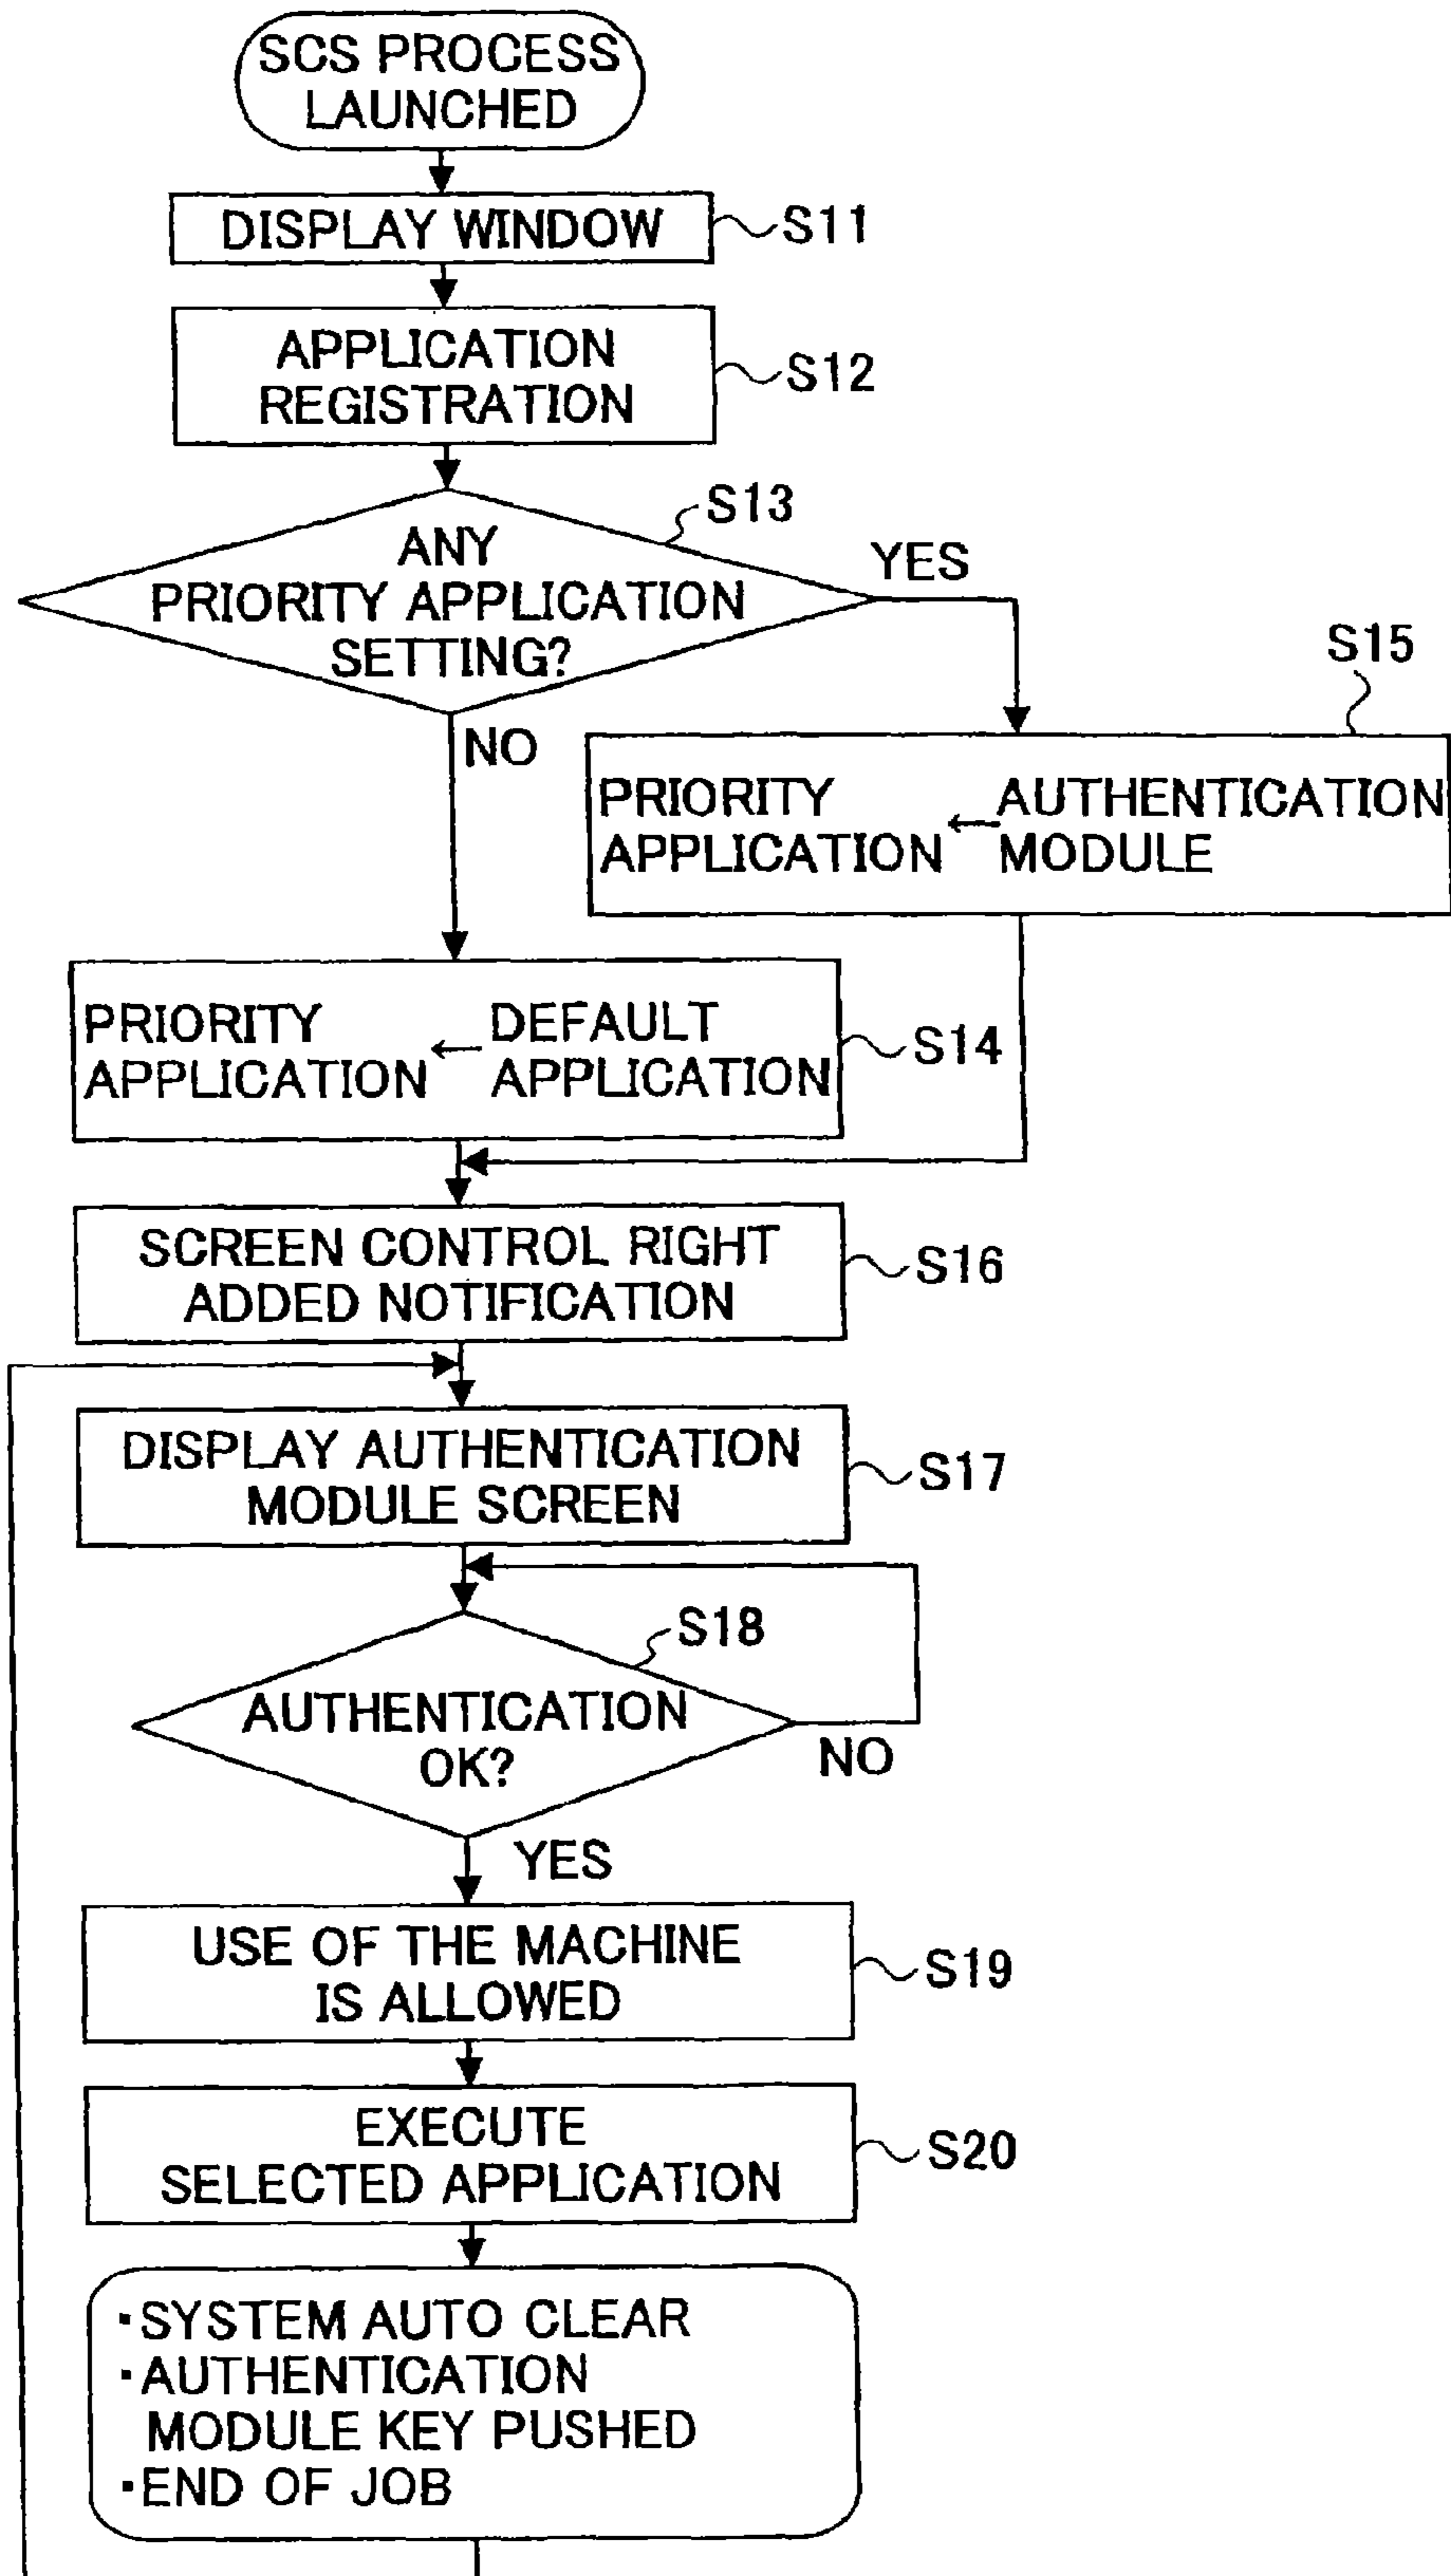 SCS PROCESS
LAUNCHED
DISPLAY WINDOW
S11
APPLICATION
REGISTRATION
S12
S13
ANY
PRIORITY APPLICATION
SETTING?
YES
NO
S15
PRIORITY
APPLICATION
←
AUTHENTICATION
MODULE
PRIORITY
APPLICATION
←
DEFAULT
APPLICATION
S14
SCREEN CONTROL RIGHT
ADDED NOTIFICATION
S16
DISPLAY AUTHENTICATION
MODULE SCREEN
S17
S18
AUTHENTICATION
OK?
NO
YES
USE OF THE MACHINE
IS ALLOWED
S19
EXECUTE
SELECTED APPLICATION
S20
・SYSTEM AUTO CLEAR
・AUTHENTICATION
MODULE KEY PUSHED
・END OF JOB